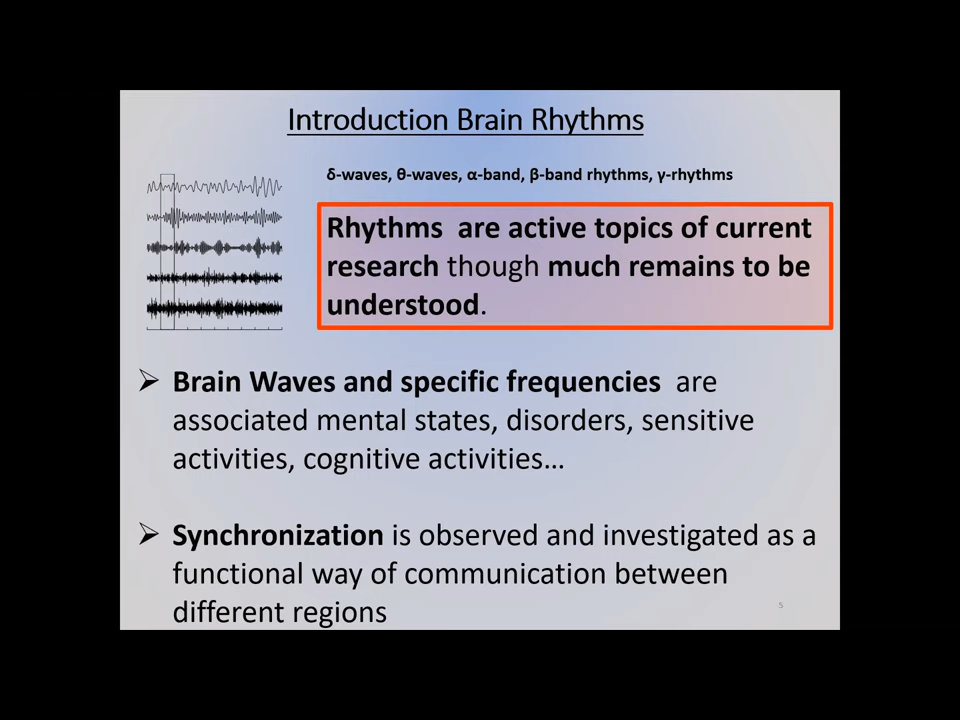 Introduction Brain Rhythms
δ-waves, θ-waves, α-band, β-band rhythms, γ-rhythms
Rhythms are active topics of current
research though much remains to be
understood.
➢ Brain Waves and specific frequencies are
associated mental states, disorders, sensitive
activities, cognitive activities…
➢ Synchronization is observed and investigated as a
functional way of communication between
different regions
5